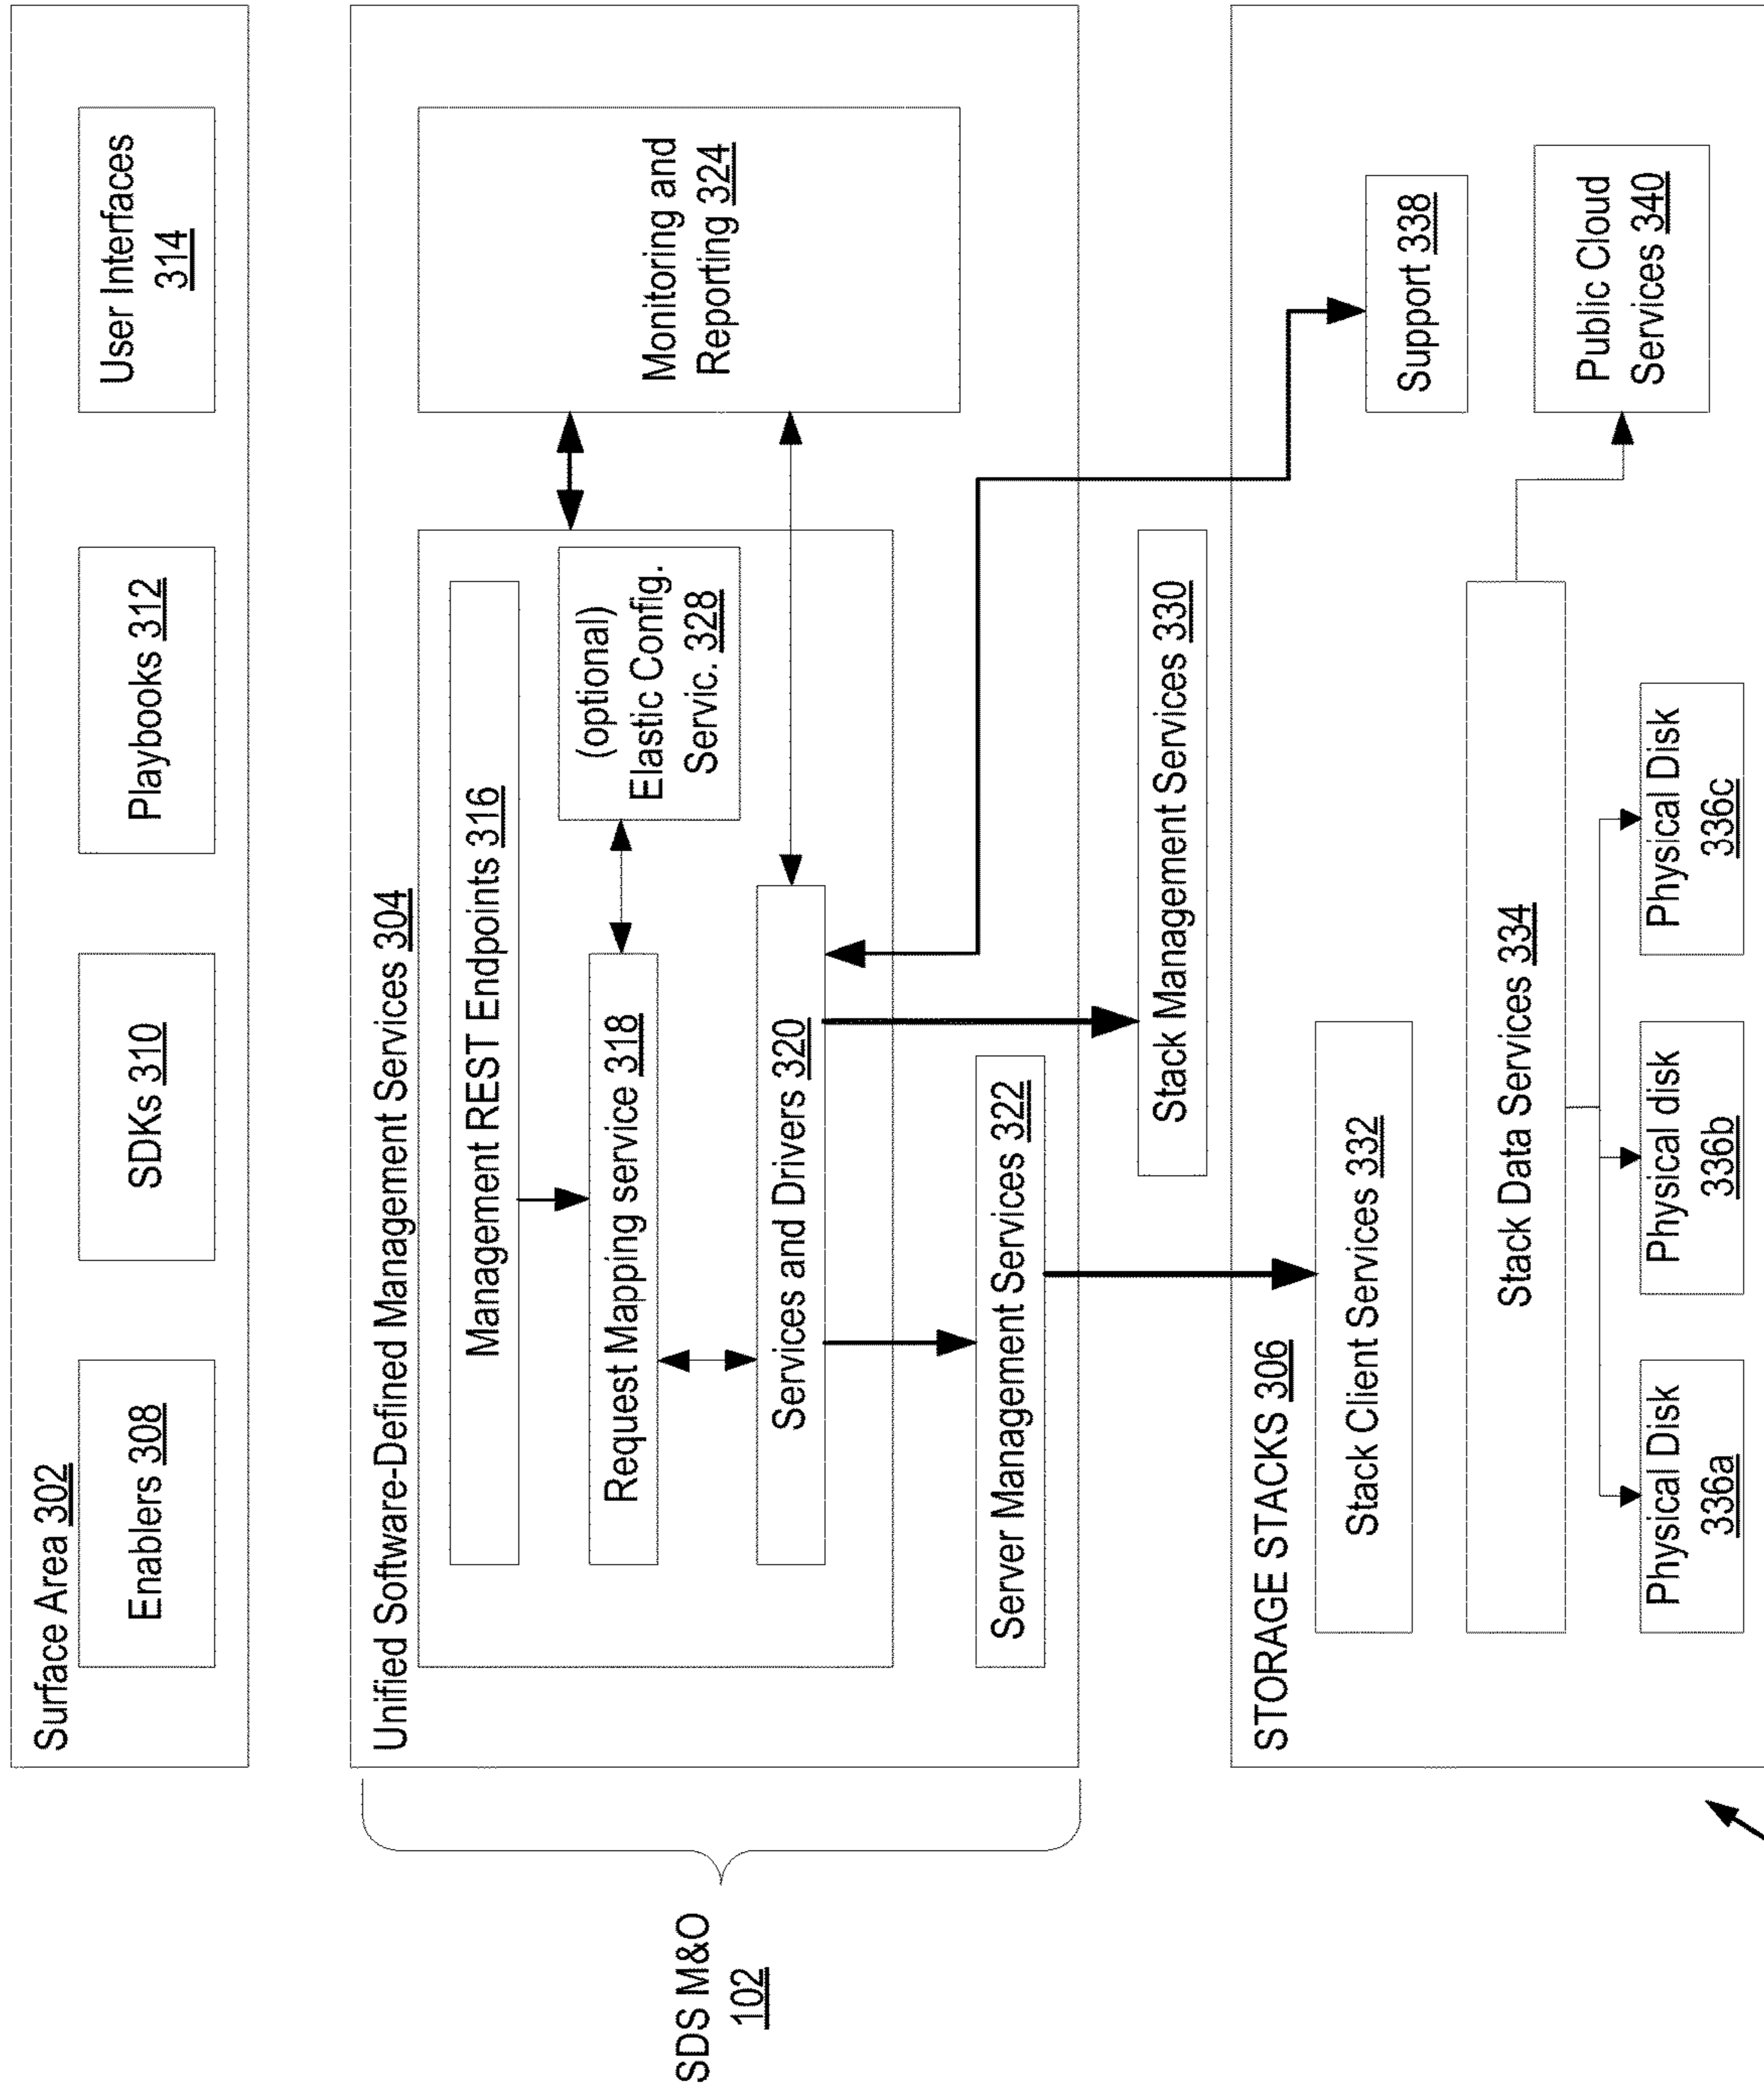 Surface Area 302
Enablers 308
SDKs 310
Playbooks 312
User Interfaces
314
SDS M&O
102
Unified Software-Defined Management Services 304
Management REST Endpoints 316
Request Mapping service 318
(optional)
Elastic Config.
Servic. 328
Services and Drivers 320
Monitoring and
Reporting 324
Server Management Services 322
Stack Management Services 330
STORAGE STACKS 306
Stack Client Services 332
Support 338
Stack Data Services 334
Public Cloud
Services 340
Physical Disk
336a
Physical disk
336b
Physical Disk
336c